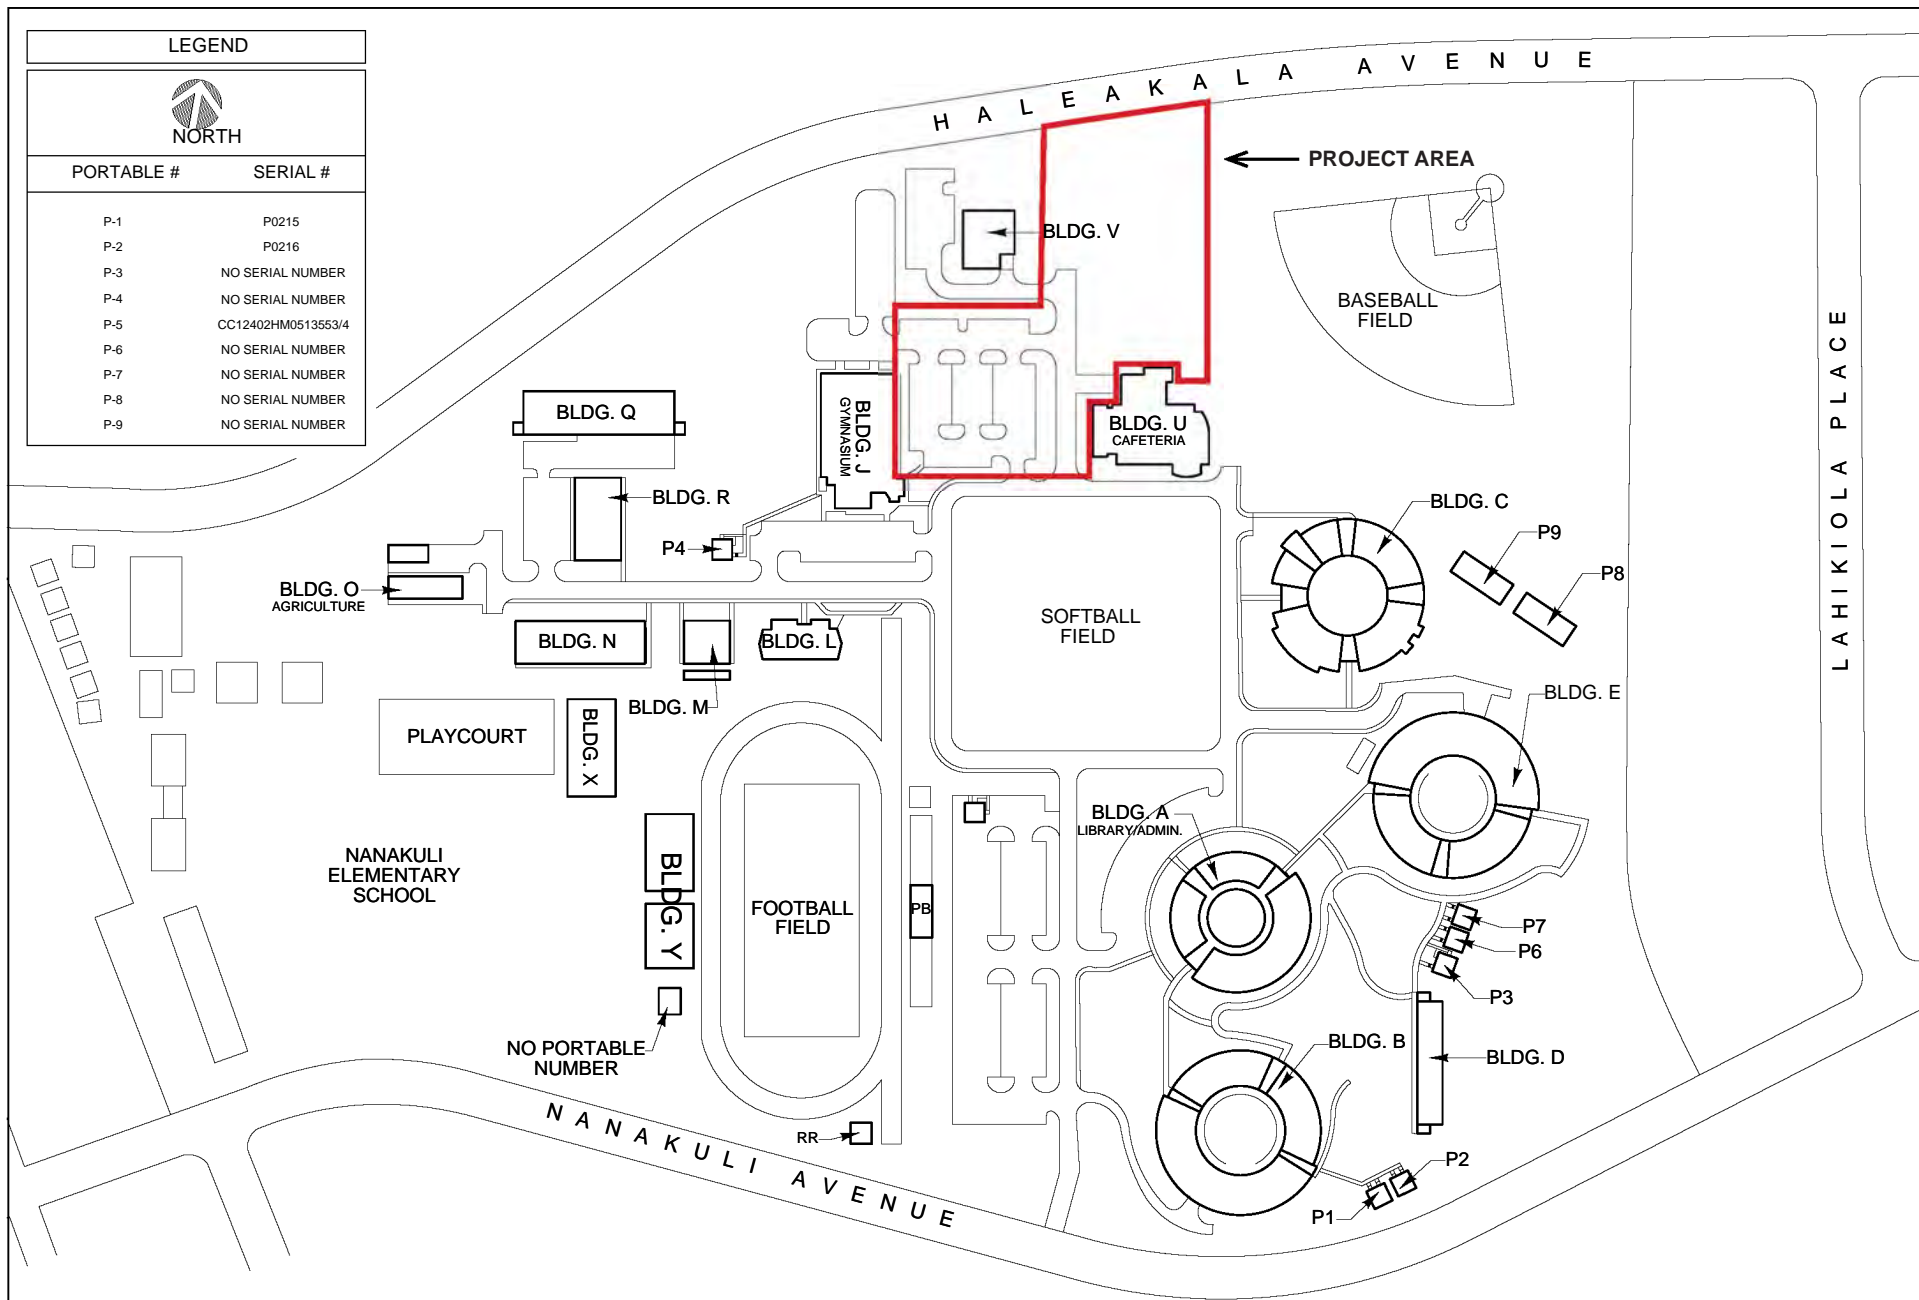 LEGEND
NORTH
PORTABLE # SERIAL #
P-1 P0215
P-2 P0216
P-3 NO SERIAL NUMBER
P-4 NO SERIAL NUMBER
P-5 CC12402HM0513553/4
P-6 NO SERIAL NUMBER
P-7 NO SERIAL NUMBER
P-8 NO SERIAL NUMBER
P-9 NO SERIAL NUMBER
HALEAKALA AVENUE
PROJECT AREA
BLDG. V
BASEBALL
FIELD
LAHIKIOLA PLACE
BLDG. Q
BLDG. J
GYMNASIUM
BLDG. U
CAFETERIA
BLDG. R
BLDG. C
P4
P9
P8
BLDG. O
AGRICULTURE
SOFTBALL
FIELD
BLDG. N
BLDG. L
BLDG. M
BLDG. E
PLAYCOURT
BLDG. X
BLDG. A
LIBRARY/ADMIN.
NANAKULI
ELEMENTARY
SCHOOL
BLDG. Y
FOOTBALL
FIELD
PB
P7
P6
P3
NO PORTABLE
NUMBER
BLDG. B
BLDG. D
RR
NANAKULI AVENUE
P2
P1